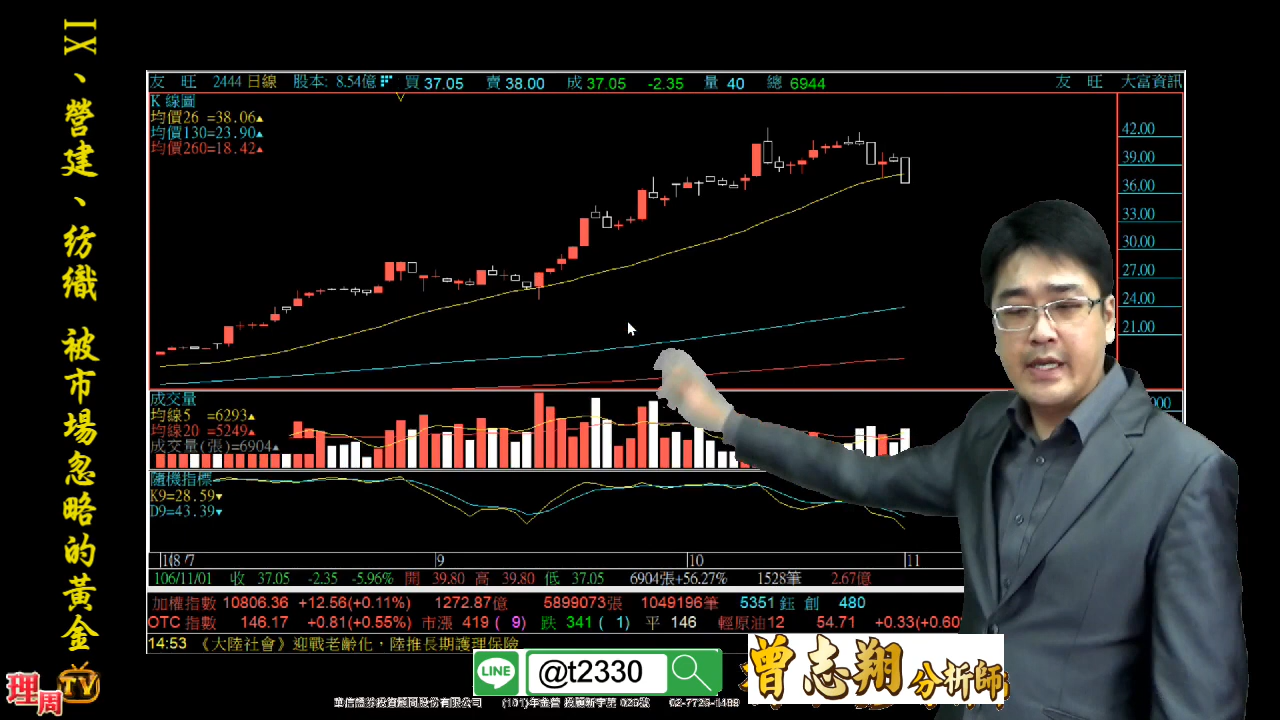 IX、營建、紡織 被市場忽略的黃金
友 旺 2444 日線 股本: 8.54億 買 37.05 賣 38.00 成 37.05 -2.35 量 40 總 6944 友 旺 大富資訊
K 線圖
均價26 =38.06▲
均價130=23.90▲
均價260=18.42▲
42.00
39.00
36.00
33.00
30.00
27.00
24.00
21.00
成交量
均線5 =6293▲
均線20 =5249▲
成交量(張)=6904▲
隨機指標
K9=28.59▼
D9=43.39▼
9 10 11
106/11/01 收 37.05 -2.35 -5.96% 開 39.80 高 39.80 低 37.05 6904張+56.27% 1528筆 2.67億
加權指數 10806.36 +12.56(+0.11%) 1272.87億 5899073張 1049196筆 5351 鈺 創 480
OTC 指數 146.17 +0.81(+0.55%) 市漲 419 ( 9) 跌 341 ( 1) 平 146 輕原油12 54.71 +0.33(+0.60%
14:53 《大陸社會》迎戰老齡化，陸推長期護理保險
LINE @t2330
曾志翔 分析師
理周TV